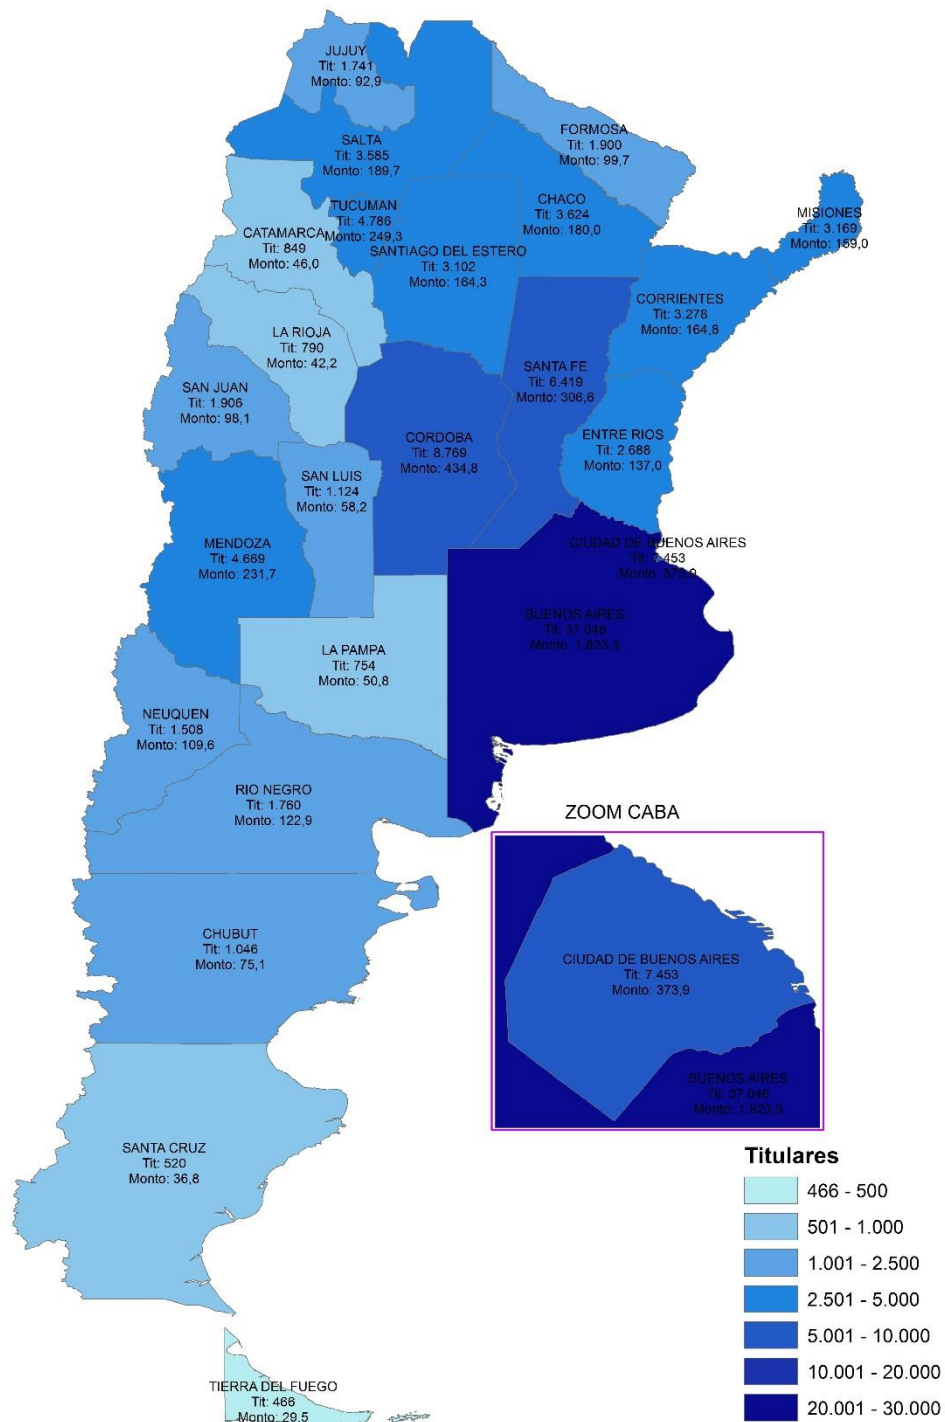 JUJUY
Tit: 1.741
Monto: 92,9
SALTA
Tit: 3.585
Monto: 189,7
FORMOSA
Tit: 1.900
Monto: 99,7
TUCUMAN
Tit: 4.786
Monto: 249,3
CHACO
Tit: 3.624
Monto: 180,0
MISIONES
Tit: 3.169
Monto: 159,0
CATAMARCA
Tit: 849
Monto: 46,0
SANTIAGO DEL ESTERO
Tit: 3.102
Monto: 164,3
CORRIENTES
Tit: 3.278
Monto: 164,8
LA RIOJA
Tit: 790
Monto: 42,2
SANTA FE
Tit: 6.419
Monto: 306,6
SAN JUAN
Tit: 1.906
Monto: 98,1
CORDOBA
Tit: 8.769
Monto: 434,8
ENTRE RIOS
Tit: 2.688
Monto: 137,0
SAN LUIS
Tit: 1.124
Monto: 58,2
MENDOZA
Tit: 4.669
Monto: 231,7
CIUDAD DE BUENOS AIRES
Tit: 7.453
Monto: 373,9
BUENOS AIRES
Tit: 37.046
Monto: 1.823,3
LA PAMPA
Tit: 754
Monto: 50,8
NEUQUEN
Tit: 1.508
Monto: 109,6
RIO NEGRO
Tit: 1.760
Monto: 122,9
ZOOM CABA
CIUDAD DE BUENOS AIRES
Tit: 7.453
Monto: 373,9
BUENOS AIRES
Tit: 37.046
Monto: 1.823,3
CHUBUT
Tit: 1.046
Monto: 75,1
SANTA CRUZ
Tit: 520
Monto: 36,8
TIERRA DEL FUEGO
Tit: 466
Monto: 29,5
Titulares
466 - 500
501 - 1.000
1.001 - 2.500
2.501 - 5.000
5.001 - 10.000
10.001 - 20.000
20.001 - 30.000